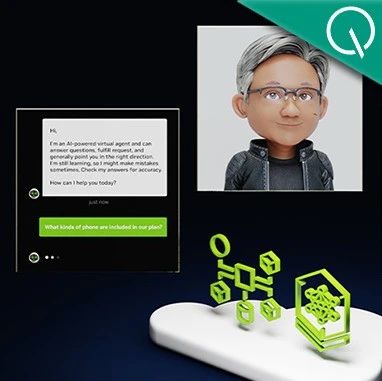 Hi,
I'm an AI-powered virtual agent and can
answer questions, fulfill request, and
generally point you in the right direction.
I'm still learning, so I might make mistakes
sometimes, Check my answers for accuracy.
How can I help you today?
just now
What kinds of phone are included in our plan?